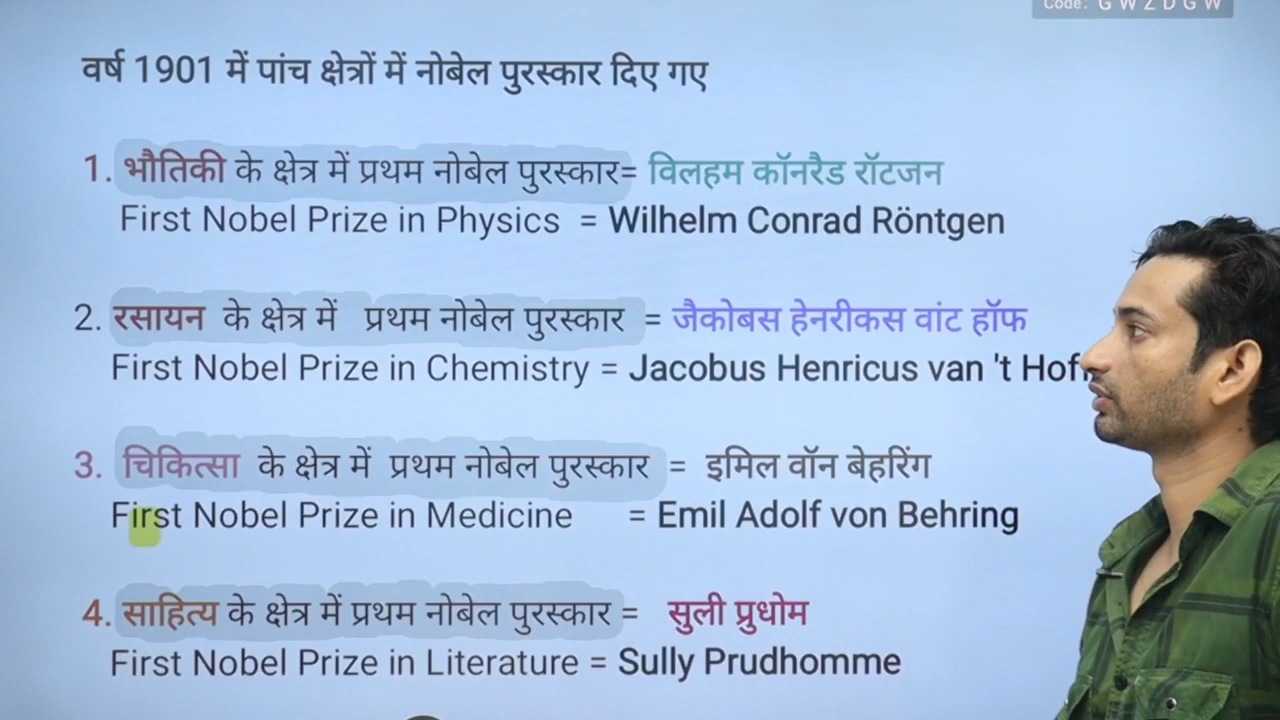 Code: G W Z D G W
वर्ष 1901 में पांच क्षेत्रों में नोबेल पुरस्कार दिए गए
1. भौतिकी के क्षेत्र में प्रथम नोबेल पुरस्कार= विलहम कॉनरैड रॉटजन
First Nobel Prize in Physics = Wilhelm Conrad Röntgen
2. रसायन के क्षेत्र में प्रथम नोबेल पुरस्कार = जैकोबस हेनरीकस वांट हॉफ
First Nobel Prize in Chemistry = Jacobus Henricus van 't Hof
3. चिकित्सा के क्षेत्र में प्रथम नोबेल पुरस्कार = इमिल वॉन बेहरिंग
First Nobel Prize in Medicine = Emil Adolf von Behring
4. साहित्य के क्षेत्र में प्रथम नोबेल पुरस्कार = सुली प्रुधोम
First Nobel Prize in Literature = Sully Prudhomme